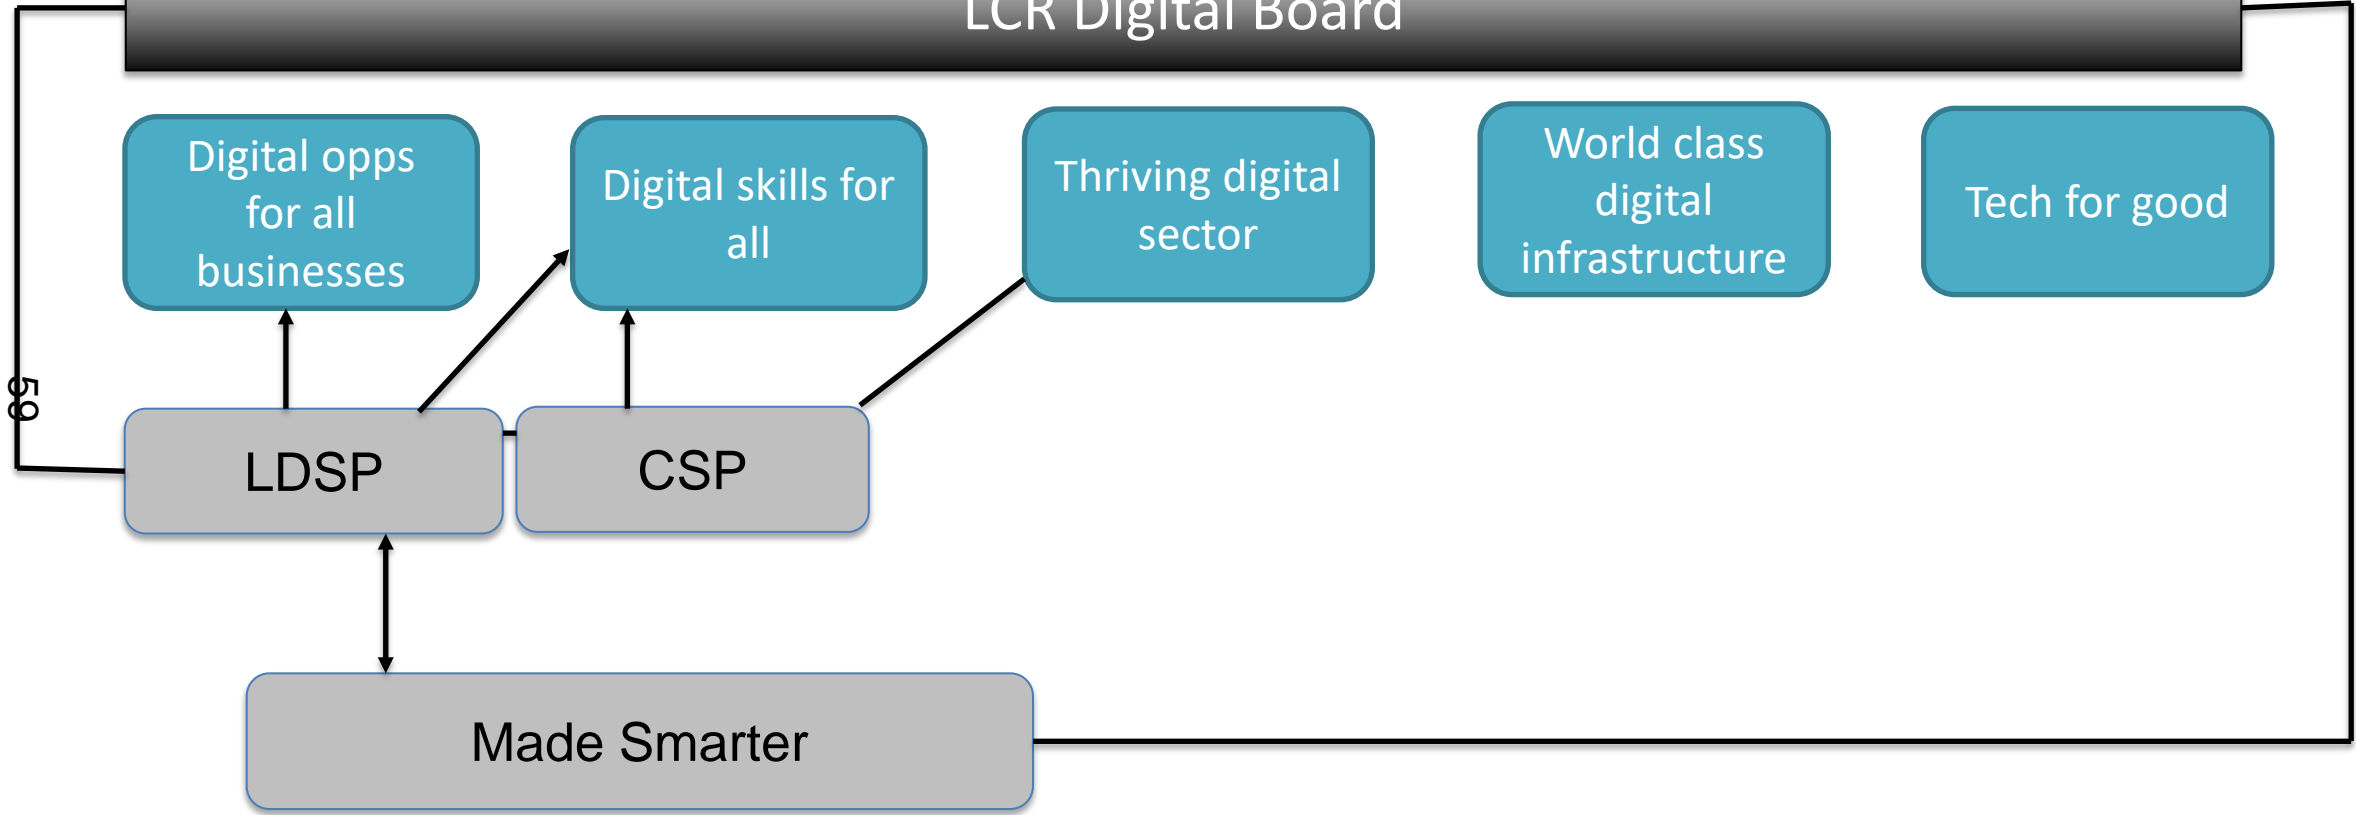 LCR Digital Board
Digital opps
for all
businesses
Digital skills for
all
Thriving digital
sector
World class
digital
infrastructure
Tech for good
59
LDSP
CSP
Made Smarter